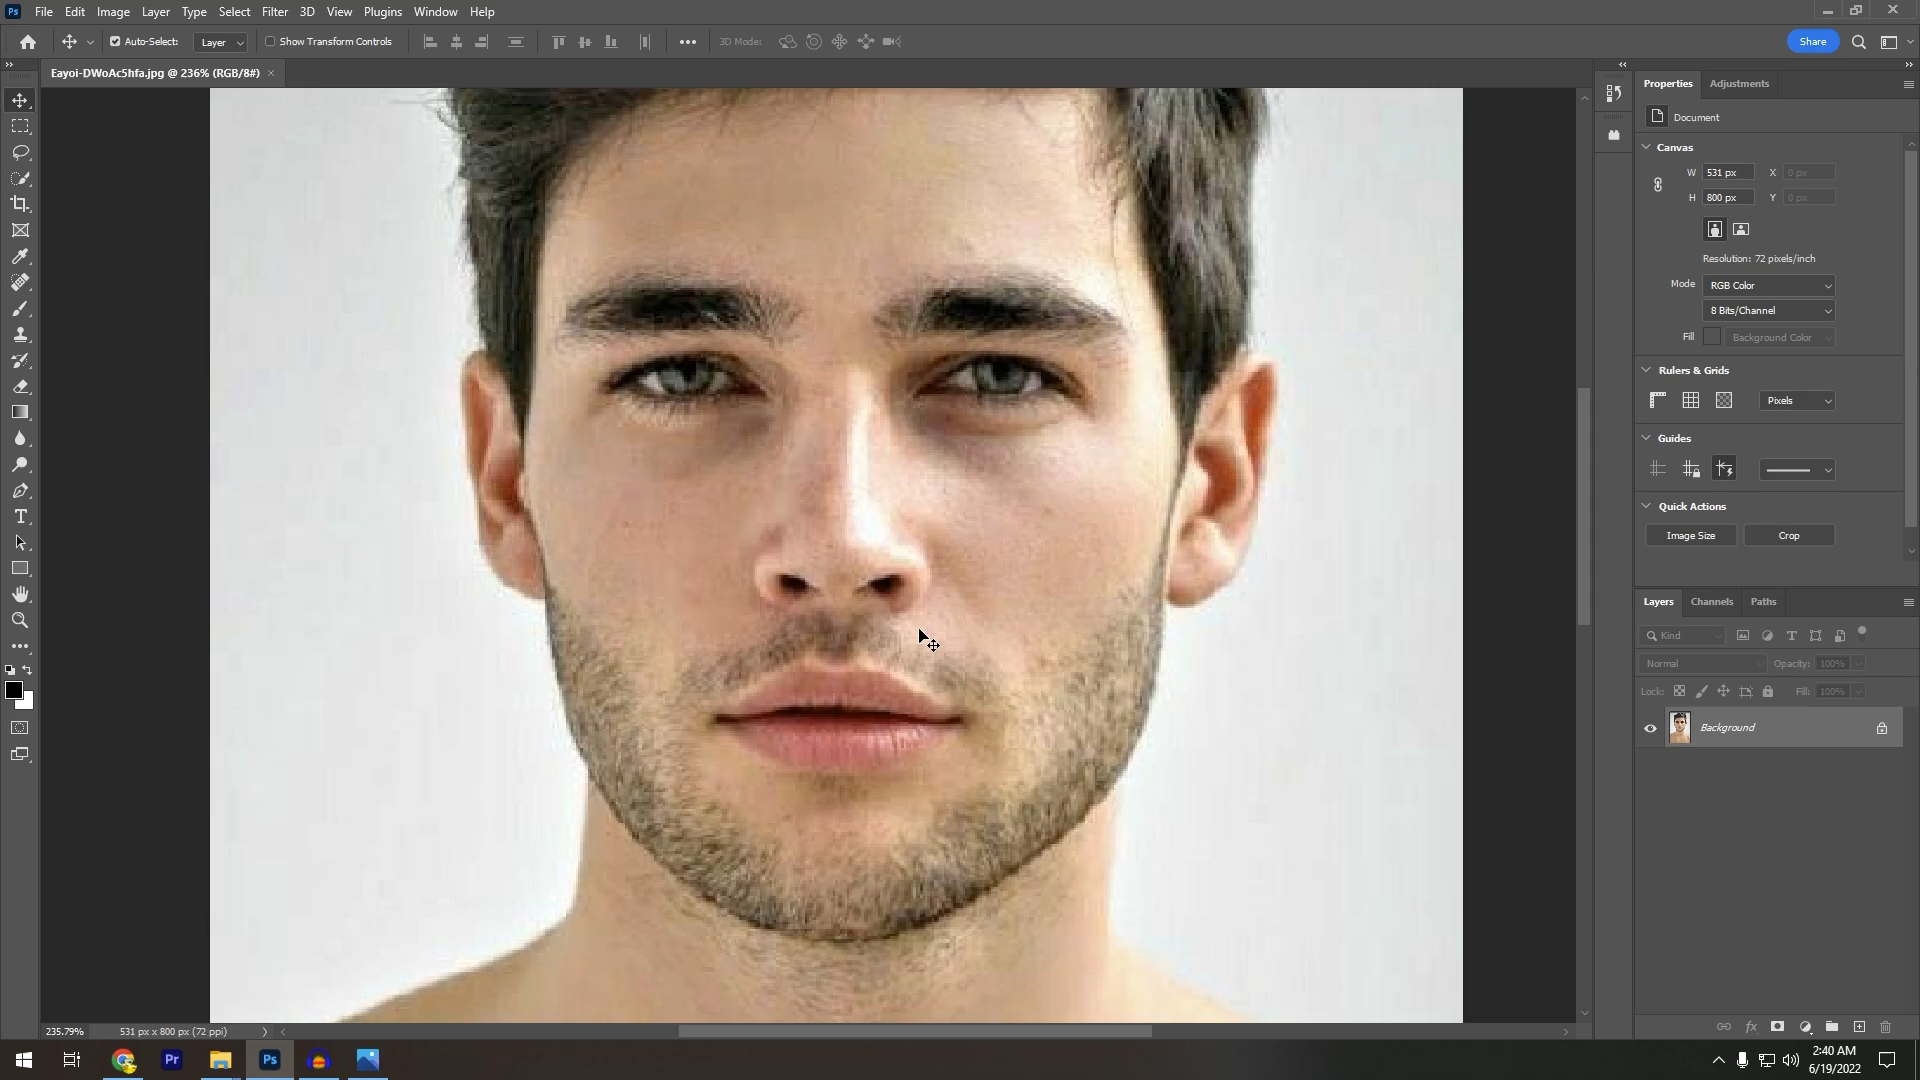 Ps File Edit Image Layer Type Select Filter 3D View Plugins Window Help
Auto-Select: Layer Show Transform Controls 3D Mode: Share
Eayoi-DWoAc5hfa.jpg @ 236% (RGB/8#) ×
Properties Adjustments
Document
Canvas
W 531 px X 0 px
H 800 px Y 0 px
Resolution: 72 pixels/inch
Mode RGB Color
8 Bits/Channel
Fill Background Color
Rulers & Grids
Pixels
Guides
Quick Actions
Image Size Crop
Layers Channels Paths
Kind
Normal Opacity: 100%
Lock: Fill: 100%
Background
fx
235.79% 531 px x 800 px (72 ppi)
Pr Ps
2:40 AM
6/19/2022